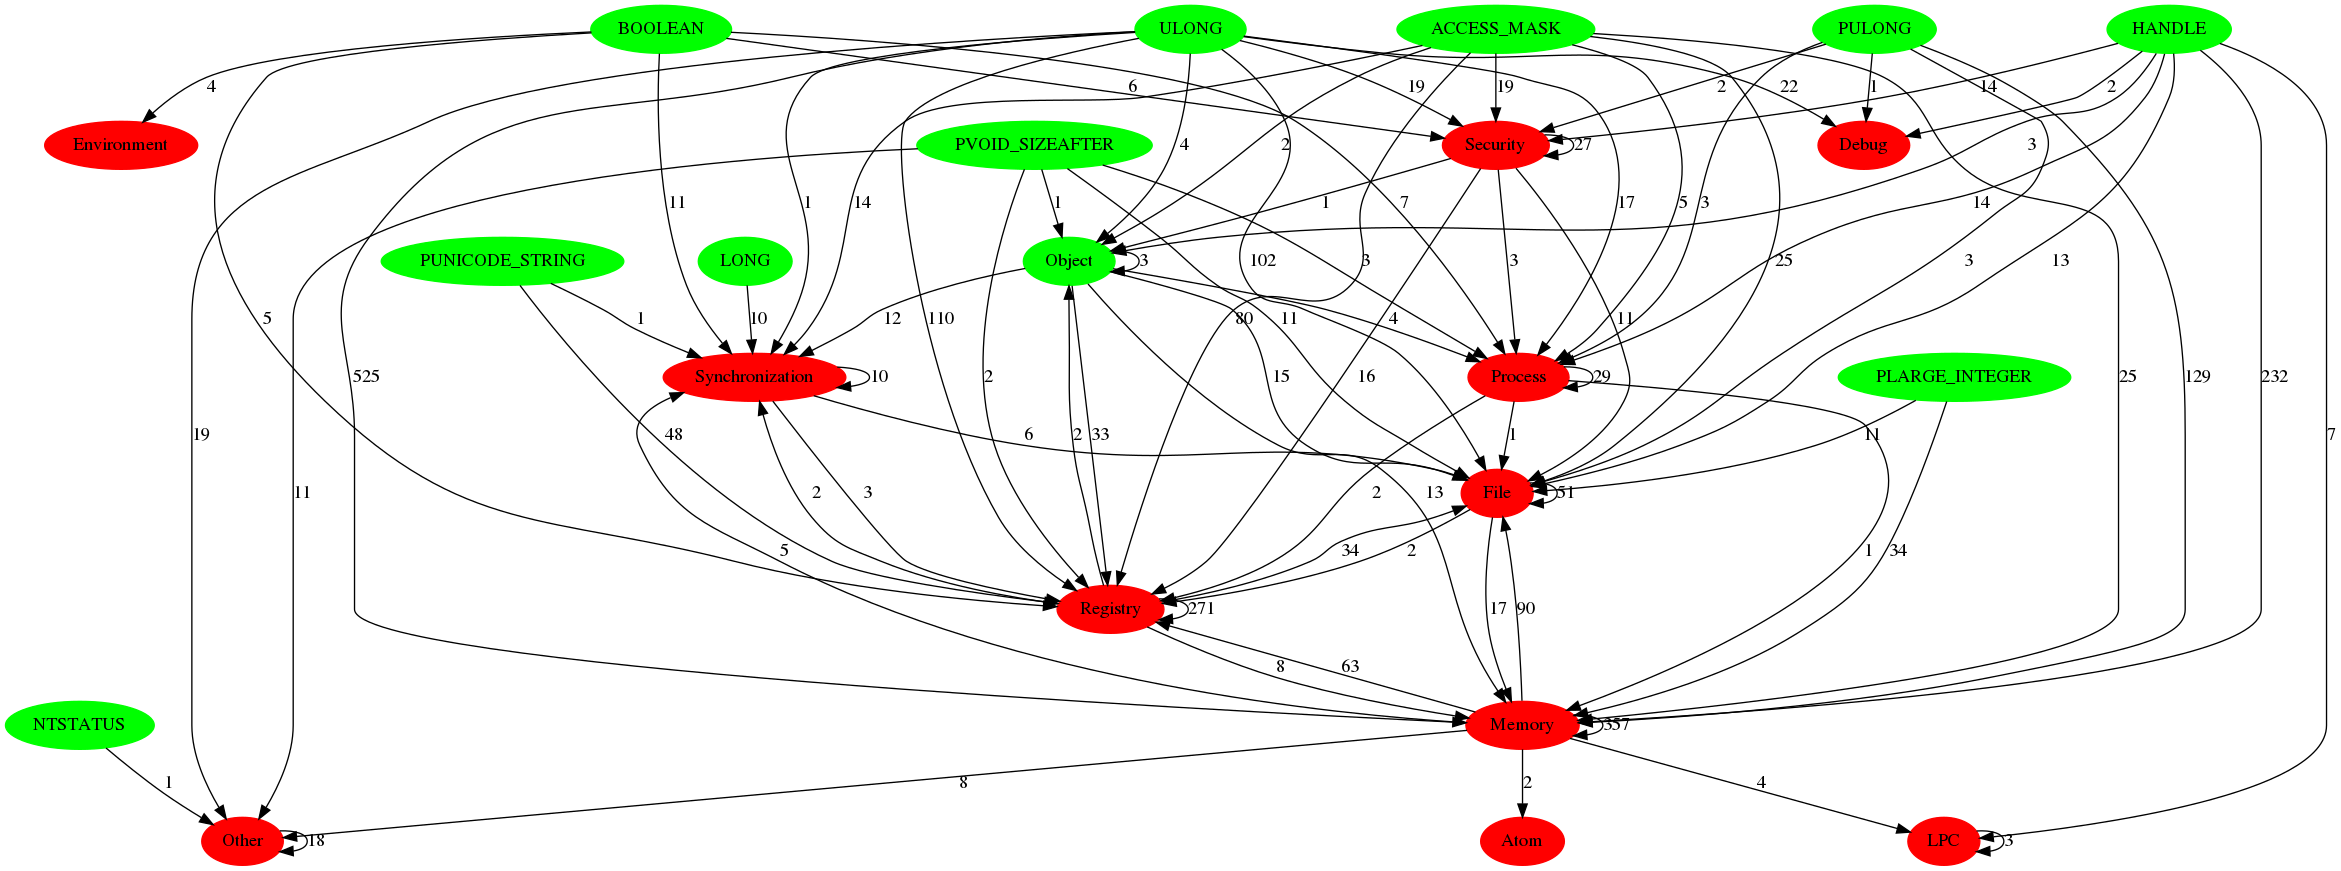 BOOLEAN ULONG ACCESS_MASK PULONG HANDLE
4 6 19 19 2 22 1 2 14
Environment PVOID_SIZEAFTER Security 27 Debug
4 2 3
11 1 14 1 1 7 17 5 3 14
PUNICODE_STRING LONG Object 3 102 3 3 25 3 13
5 1 10 12 110 80 11 4 11
525 Synchronization 10 2 15 16 Process 29 PLARGE_INTEGER 25 129 232
19 48 6 2 33 1 11 7
11 2 3 2 13 File 51
5 34 2 1 34
Registry 271 17 90
8 63
NTSTATUS Memory 357
1 8 2 4
Other 18 Atom LPC 3